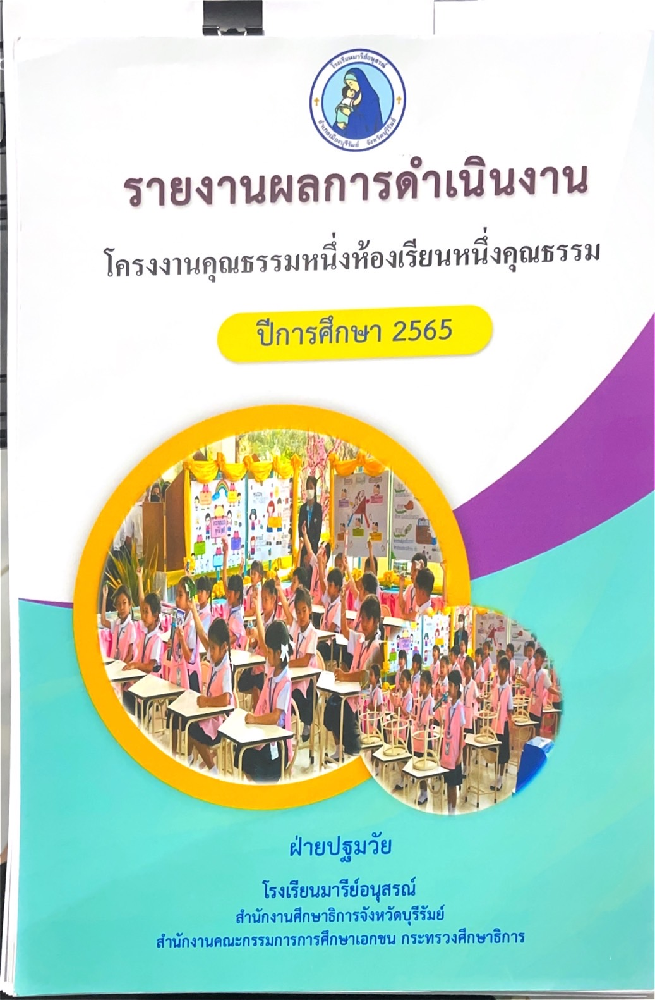 โรงเรียนมารีย์อนุสรณ์
อำเภอเมืองบุรีรัมย์ จังหวัดบุรีรัมย์
รายงานผลการดำเนินงาน
โครงงานคุณธรรมหนึ่งห้องเรียนหนึ่งคุณธรรม
ปีการศึกษา 2565
ฝ่ายปฐมวัย
โรงเรียนมารีย์อนุสรณ์
สำนักงานศึกษาธิการจังหวัดบุรีรัมย์
สำนักงานคณะกรรมการการศึกษาเอกชน กระทรวงศึกษาธิการ